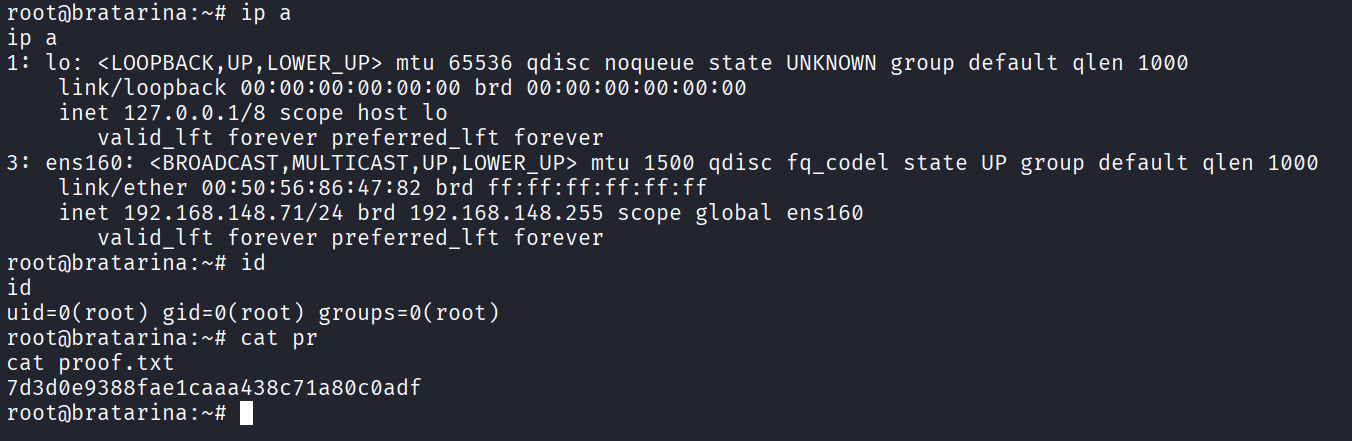 root@bratarina:~# ip a
ip a
1: lo: <LOOPBACK,UP,LOWER_UP> mtu 65536 qdisc noqueue state UNKNOWN group default qlen 1000
    link/loopback 00:00:00:00:00:00 brd 00:00:00:00:00:00
    inet 127.0.0.1/8 scope host lo
       valid_lft forever preferred_lft forever
3: ens160: <BROADCAST,MULTICAST,UP,LOWER_UP> mtu 1500 qdisc fq_codel state UP group default qlen 1000
    link/ether 00:50:56:86:47:82 brd ff:ff:ff:ff:ff:ff
    inet 192.168.148.71/24 brd 192.168.148.255 scope global ens160
       valid_lft forever preferred_lft forever
root@bratarina:~# id
id
uid=0(root) gid=0(root) groups=0(root)
root@bratarina:~# cat pr
cat proof.txt
7d3d0e9388fae1caaa438c71a80c0adf
root@bratarina:~#